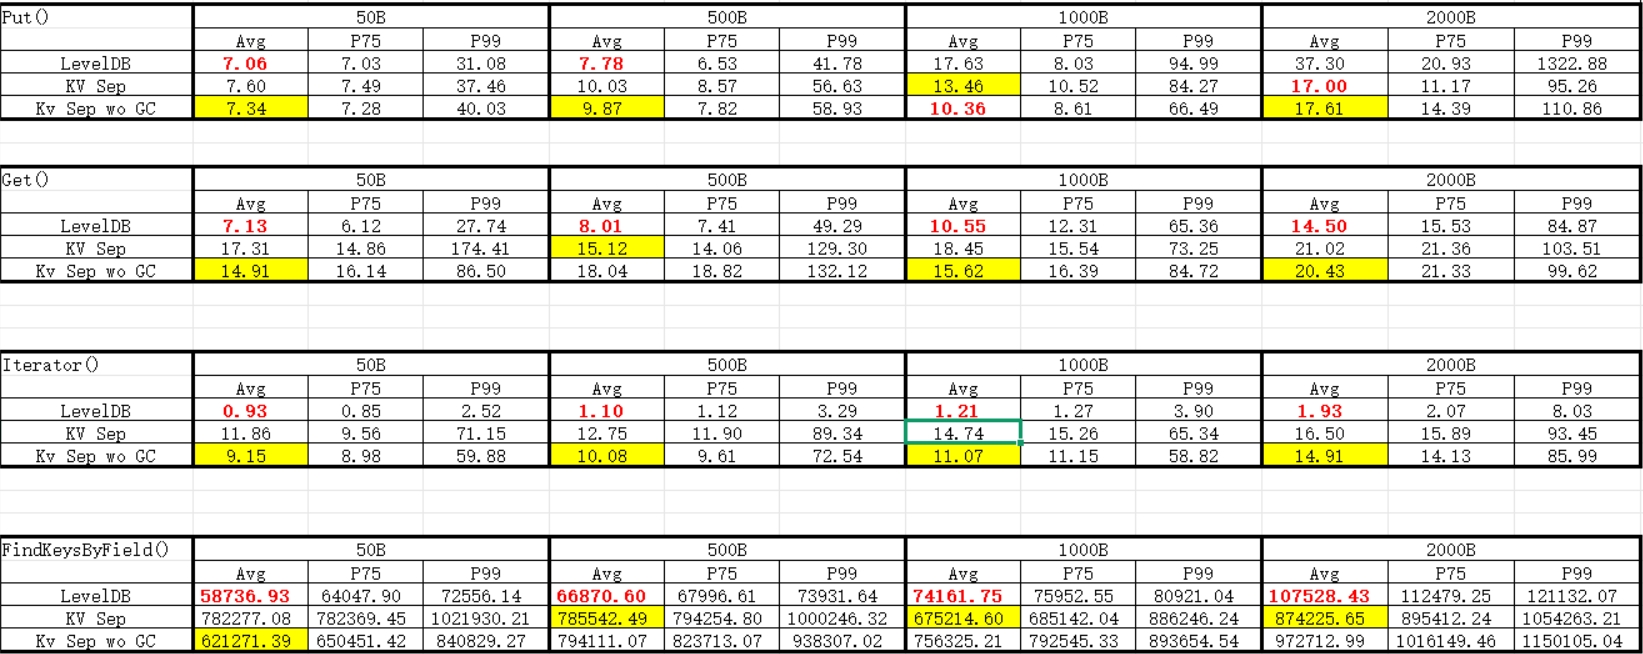 Put() 50B 500B 1000B 2000B
Avg P75 P99 Avg P75 P99 Avg P75 P99 Avg P75 P99
LevelDB 7.06 7.03 31.08 7.78 6.53 41.78 17.63 8.03 94.99 37.30 20.93 1322.88
KV Sep 7.60 7.49 37.46 10.03 8.57 56.63 13.46 10.52 84.27 17.00 11.17 95.26
Kv Sep wo GC 7.34 7.28 40.03 9.87 7.82 58.93 10.36 8.61 66.49 17.61 14.39 110.86
Get() 50B 500B 1000B 2000B
Avg P75 P99 Avg P75 P99 Avg P75 P99 Avg P75 P99
LevelDB 7.13 6.12 27.74 8.01 7.41 49.29 10.55 12.31 65.36 14.50 15.53 84.87
KV Sep 17.31 14.86 174.41 15.12 14.06 129.30 18.45 15.54 73.25 21.02 21.36 103.51
Kv Sep wo GC 14.91 16.14 86.50 18.04 18.82 132.12 15.62 16.39 84.72 20.43 21.33 99.62
Iterator() 50B 500B 1000B 2000B
Avg P75 P99 Avg P75 P99 Avg P75 P99 Avg P75 P99
LevelDB 0.93 0.85 2.52 1.10 1.12 3.29 1.21 1.27 3.90 1.93 2.07 8.03
KV Sep 11.86 9.56 71.15 12.75 11.90 89.34 14.74 15.26 65.34 16.50 15.89 93.45
Kv Sep wo GC 9.15 8.98 59.88 10.08 9.61 72.54 11.07 11.15 58.82 14.91 14.13 85.99
FindKeysByField() 50B 500B 1000B 2000B
Avg P75 P99 Avg P75 P99 Avg P75 P99 Avg P75 P99
LevelDB 58736.93 64047.90 72556.14 66870.60 67996.61 73931.64 74161.75 75952.55 80921.04 107528.43 112479.25 121132.07
KV Sep 782277.08 782369.45 1021930.21 785542.49 794254.80 1000246.32 675214.60 685142.04 886246.24 874225.65 895412.24 1054263.21
Kv Sep wo GC 621271.39 650451.42 840829.27 794111.07 823713.07 938307.02 756325.21 792545.33 893654.54 972712.99 1016149.46 1150105.04